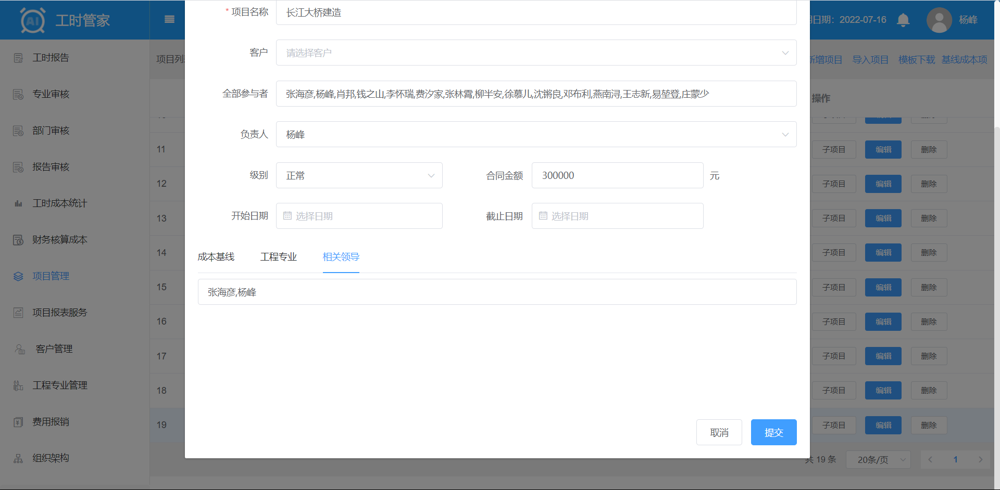 AI 工时管家
日期：2022-07-16
杨峰
工时报告
专业审核
部门审核
报告审核
工时成本统计
财务核算成本
项目管理
项目报表服务
客户管理
工程专业管理
费用报销
组织架构
项目列
新增项目 导入项目 模板下载 基线成本项
操作
* 项目名称 长江大桥建造
客户 请选择客户
全部参与者 张海彦,杨峰,肖邦,钱之山,李怀瑞,费汐家,张林霄,柳半安,徐慕儿,沈锵良,邓布利,燕南浔,王志新,易堃登,庄蒙少
负责人 杨峰
级别 正常 合同金额 300000 元
开始日期 选择日期 截止日期 选择日期
成本基线 工程专业 相关领导
张海彦,杨峰
取消 提交
11 子项目 编辑 删除
12 子项目 编辑 删除
13 子项目 编辑 删除
14 子项目 编辑 删除
15 子项目 编辑 删除
16 子项目 编辑 删除
17 子项目 编辑 删除
18 子项目 编辑 删除
19 子项目 编辑 删除
共 19 条 20条/页 1